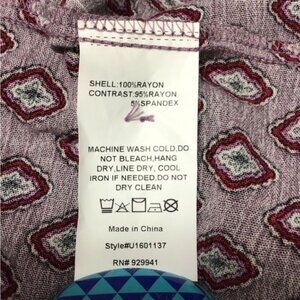 SHELL:100%RAYON
CONTRAST:95%RAYON
5%SPANDEX
MACHINE WASH COLD.DO
NOT BLEACH,HANG
DRY,LINE DRY, COOL
IRON IF NEEDED.DO NOT
DRY CLEAN
Made in China
Style#U1601137
RN# 929941